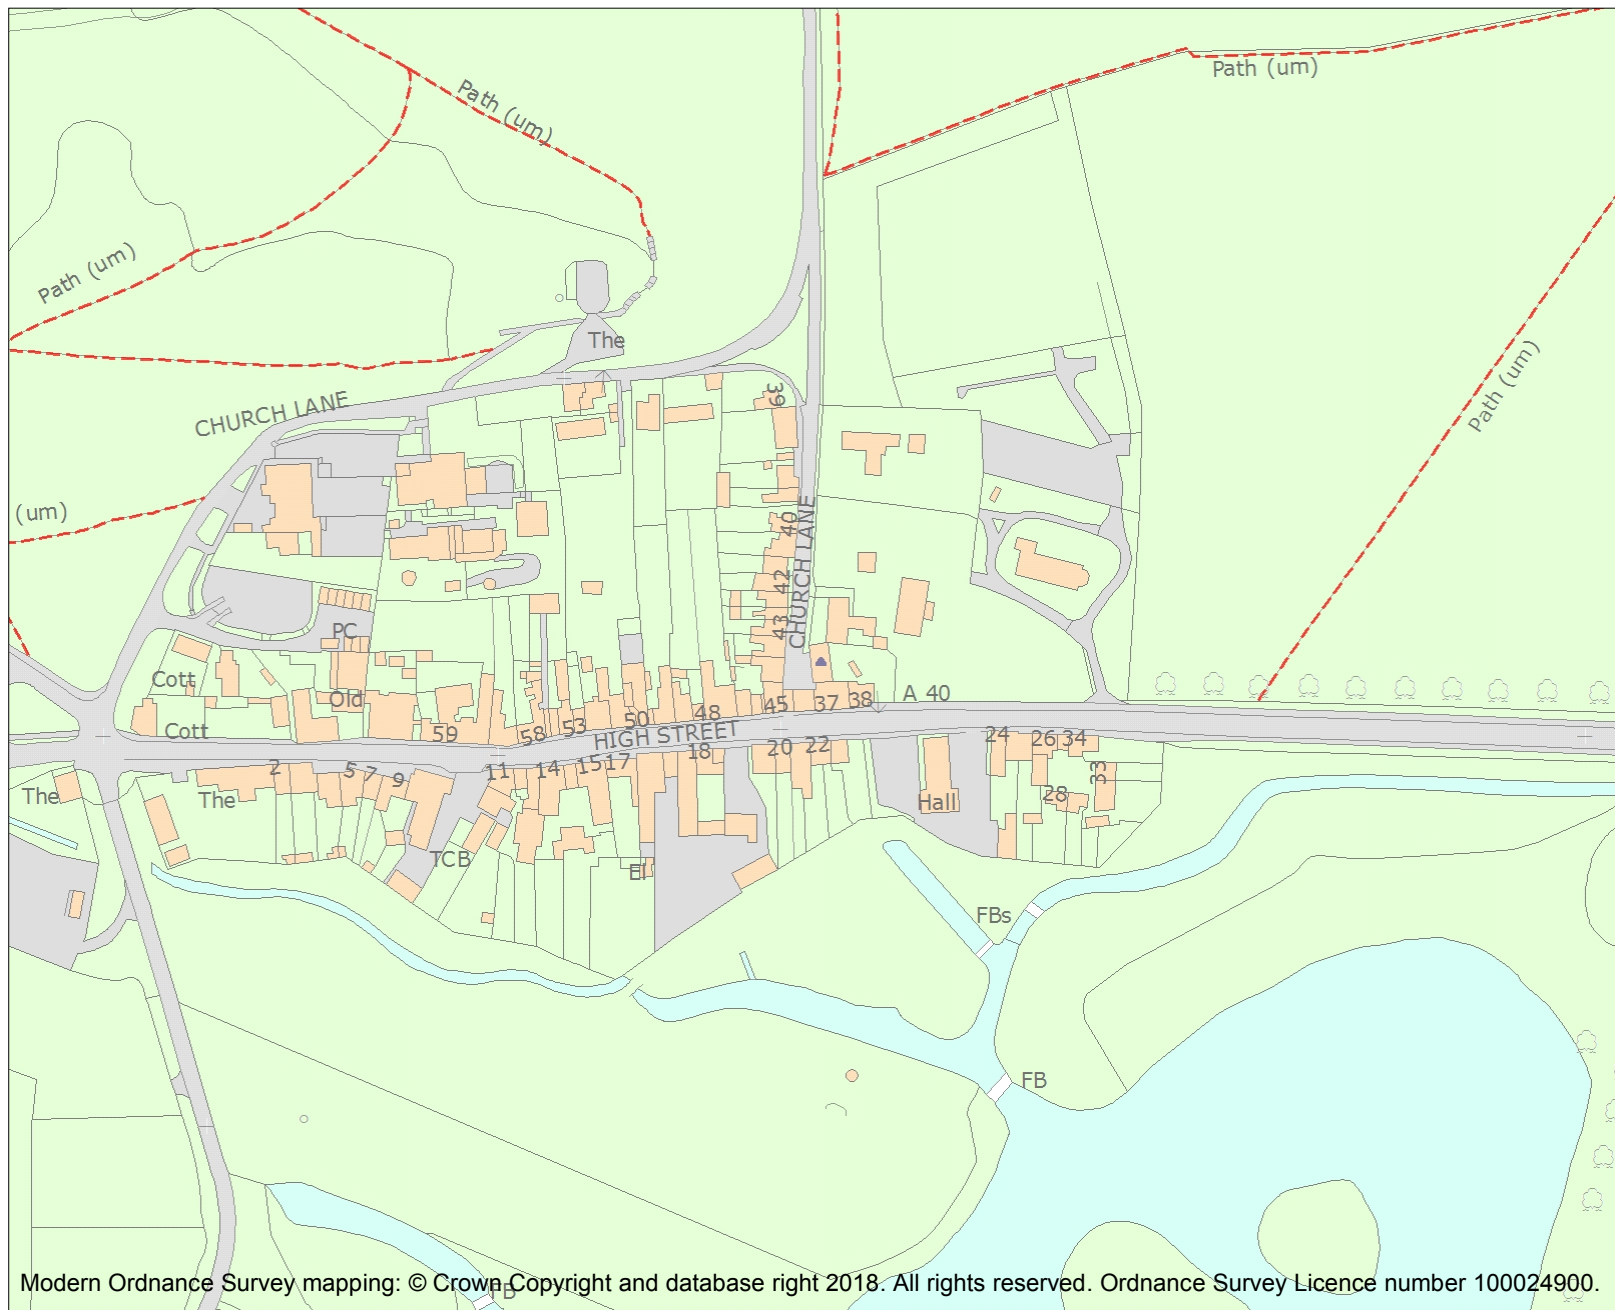 Path (um)
Path (um)
Path (um)
The
CHURCH LANE
39
Path (um)
(um)
40
CHURCH LANE
42
43
PC
Cott
Old
Cott
59
58
53
50
48
45
37
38
A 40
HIGH STREET
2
5
7
9
11
14
15
17
18
20
22
24
26
34
33
28
The
The
Hall
TCB
El
FBs
FB
FB
Modern Ordnance Survey mapping: © Crown Copyright and database right 2018. All rights reserved. Ordnance Survey Licence number 100024900.